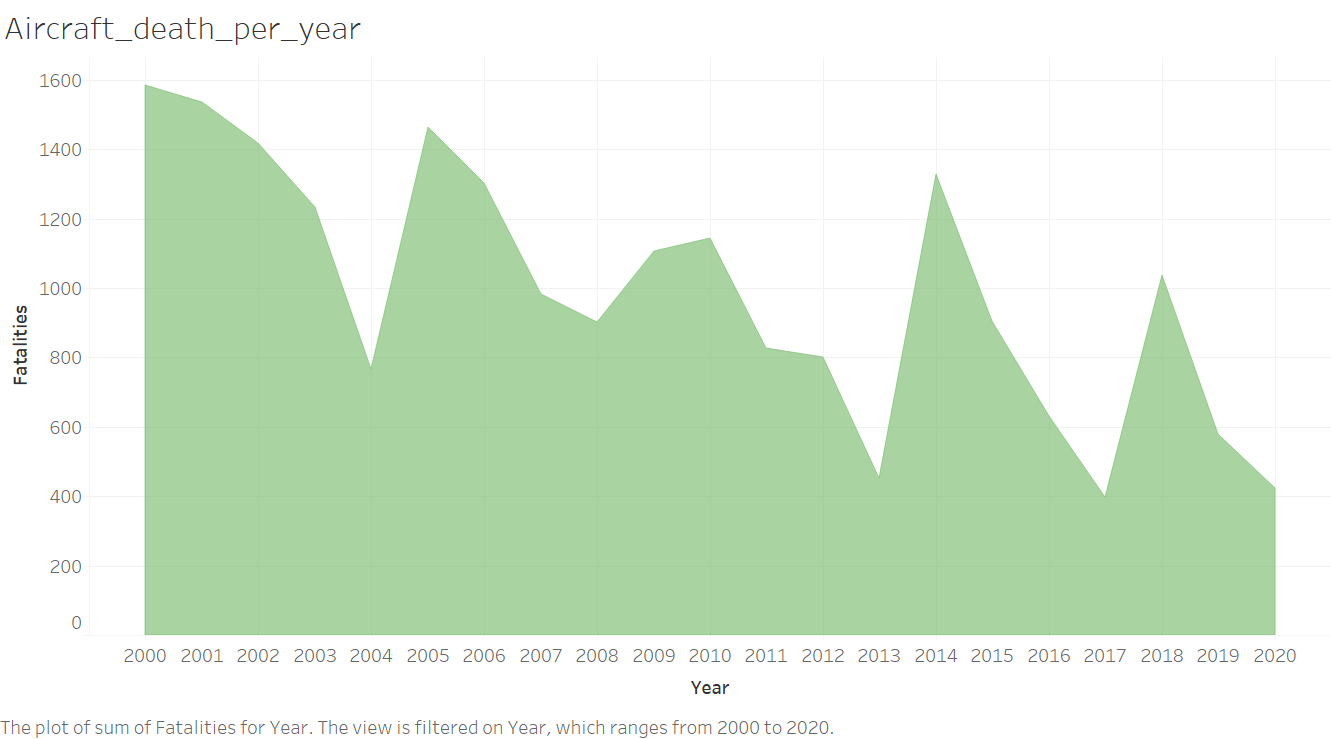 Aircraft_death_per_year
1600
1400
1200
1000
800
600
400
200
0
Fatalities
2000 2001 2002 2003 2004 2005 2006 2007 2008 2009 2010 2011 2012 2013 2014 2015 2016 2017 2018 2019 2020
Year
The plot of sum of Fatalities for Year. The view is filtered on Year, which ranges from 2000 to 2020.